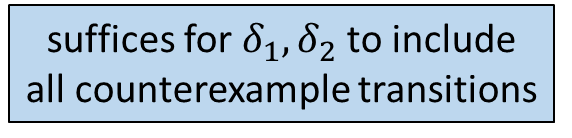 suffices for δ₁, δ₂ to include
all counterexample transitions